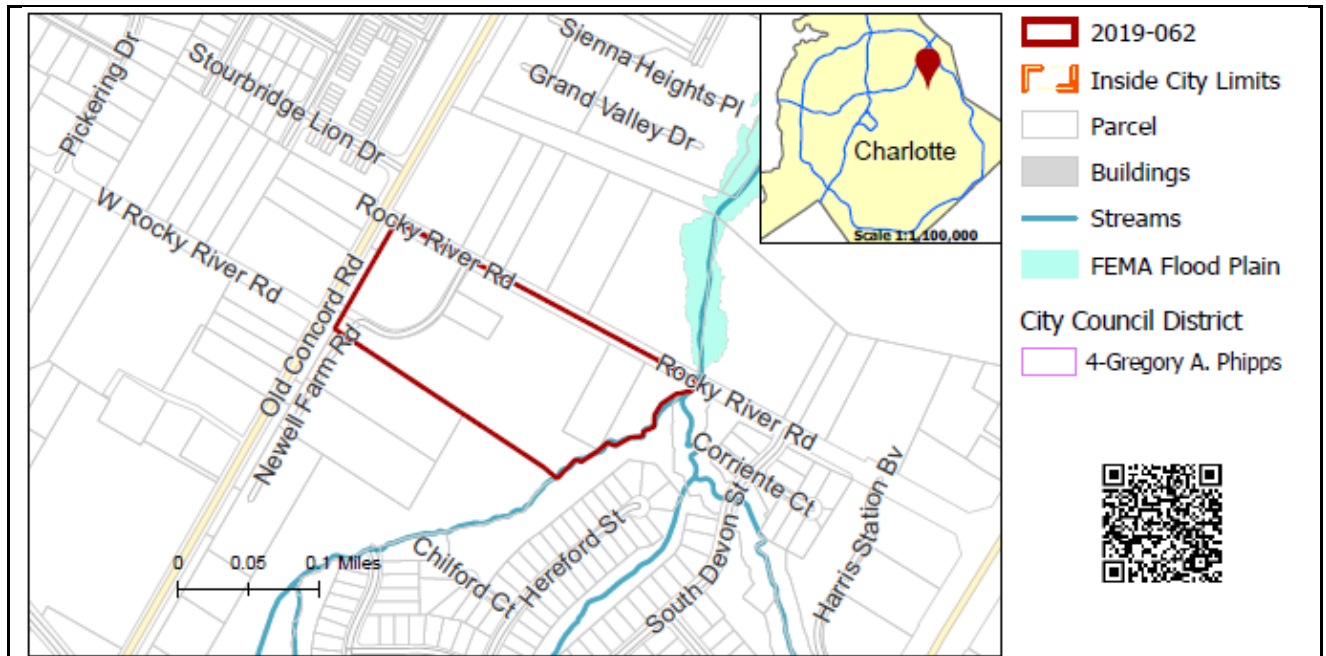 Pickering Dr
Stourbridge Lion Dr
Sienna Heights Pl
Grand Valley Dr
W Rocky River Rd
Rocky River Rd
Old Concord Rd
Newell Farm Rd
Rocky River Rd
Corriente Ct
Chilford Ct
Hereford St
South Devon St
Harris Station Bv
0 0.05 0.1 Miles
Charlotte
Scale 1:1,100,000
2019-062
Inside City Limits
Parcel
Buildings
Streams
FEMA Flood Plain
City Council District
4-Gregory A. Phipps